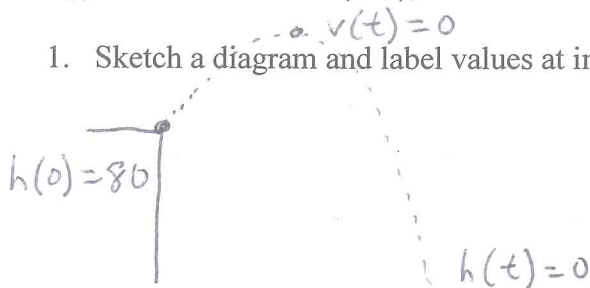 v(t)=0
1. Sketch a diagram and label values at
h(0)=80
h(t)=0